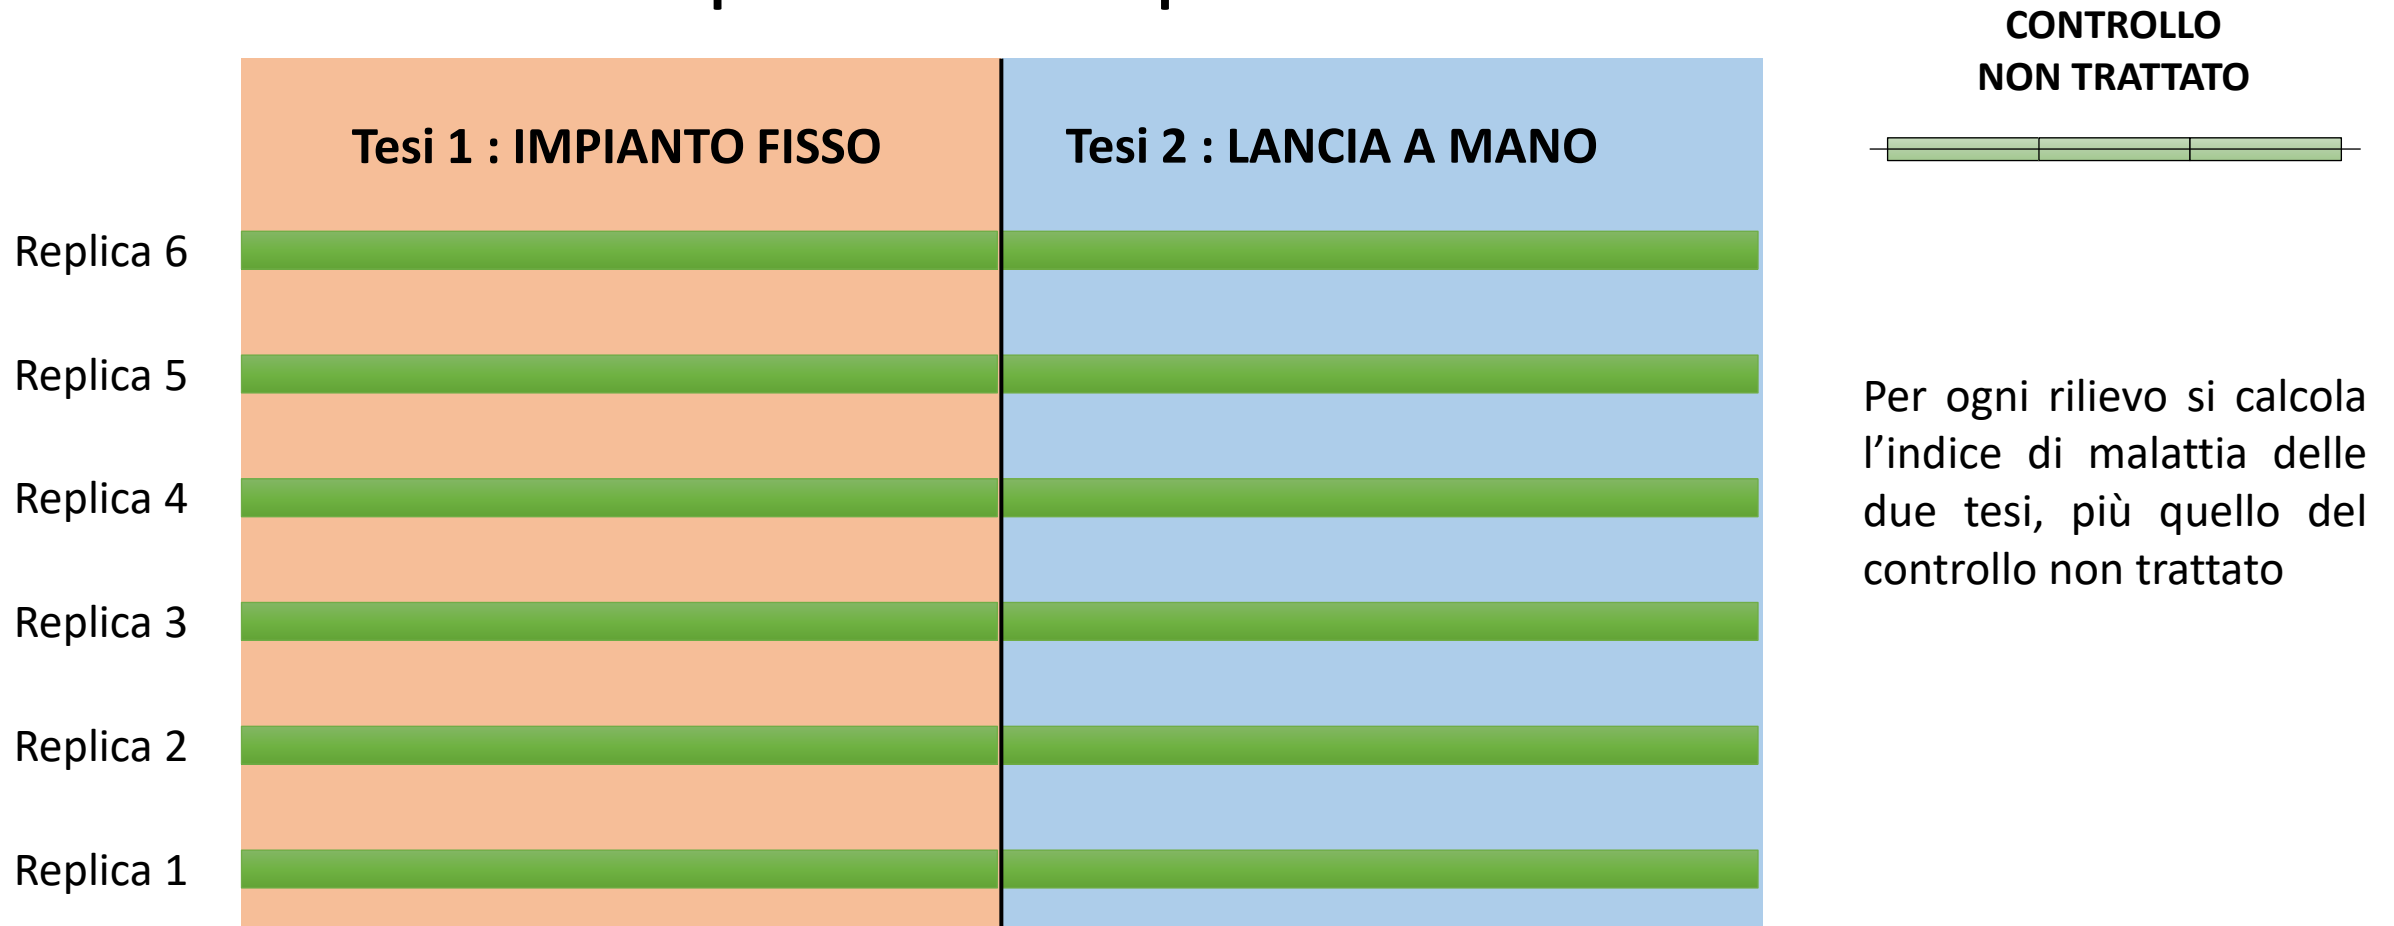 CONTROLLO
NON TRATTATO
Tesi 1 : IMPIANTO FISSO
Tesi 2 : LANCIA A MANO
Replica 6
Replica 5
Replica 4
Replica 3
Replica 2
Replica 1
Per ogni rilievo si calcola
l’indice di malattia delle
due tesi, più quello del
controllo non trattato